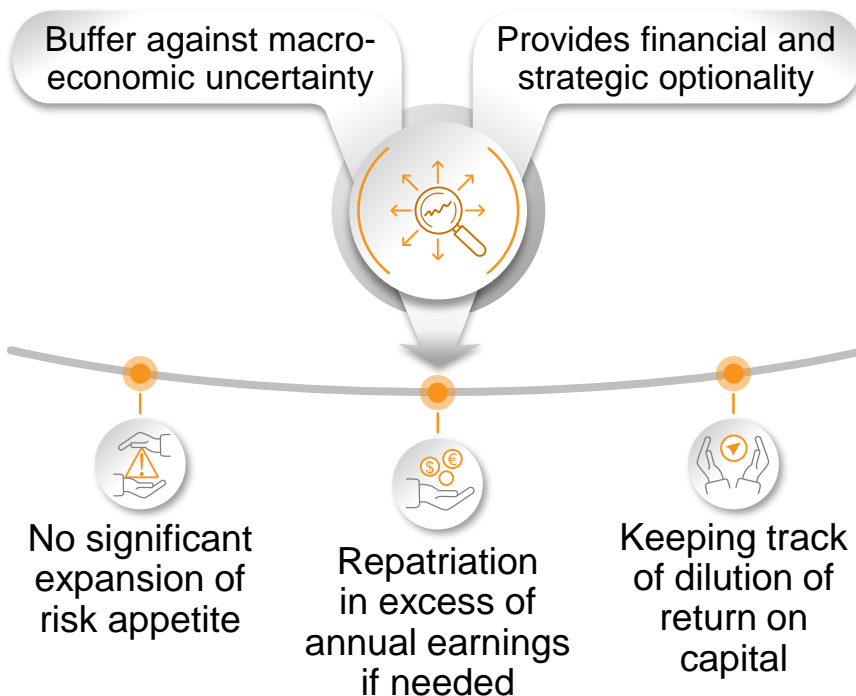 Buffer against macro-
economic uncertainty
Provides financial and
strategic optionality
$ €
No significant
expansion of
risk appetite
Repatriation
in excess of
annual earnings
if needed
Keeping track
of dilution of
return on
capital